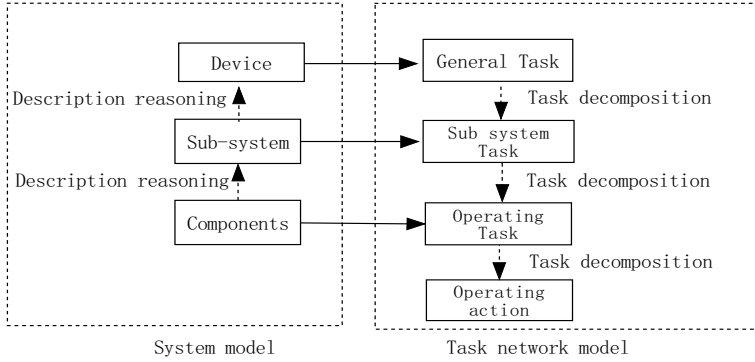 Device
General Task
Description reasoning
Task decomposition
Sub-system
Sub system
Task
Description reasoning
Task decomposition
Components
Operating
Task
Task decomposition
Operating
action
System model
Task network model